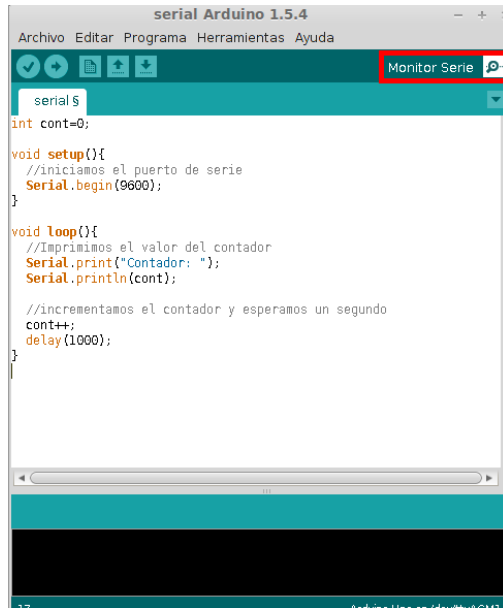 serial Arduino 1.5.4
Archivo Editar Programa Herramientas Ayuda
Monitor Serie
serial §
int cont=0;
void setup(){
//iniciamos el puerto de serie
Serial.begin(9600);
}
void loop(){
//Imprimimos el valor del contador
Serial.print("Contador: ");
Serial.println(cont);
//incrementamos el contador y esperamos un segundo
cont++;
delay(1000);
}
17